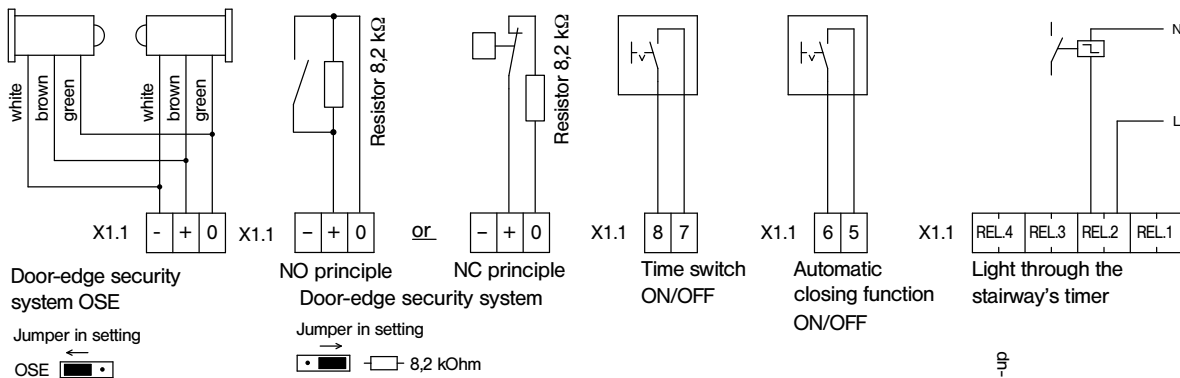 white
brown
green
white
brown
green
Resistor 8,2 kΩ
Resistor 8,2 kΩ
N
L
X1.1 - + 0
X1.1 – + 0
or
– + 0
X1.1 8 7
X1.1 6 5
X1.1 REL.4 REL.3 REL.2 REL.1
Door-edge security
system OSE
Jumper in setting
OSE
NO principle
NC principle
Door-edge security system
Jumper in setting
8,2 kOhm
Time switch
ON/OFF
Automatic
closing function
ON/OFF
Light through the
stairway's timer
dn-